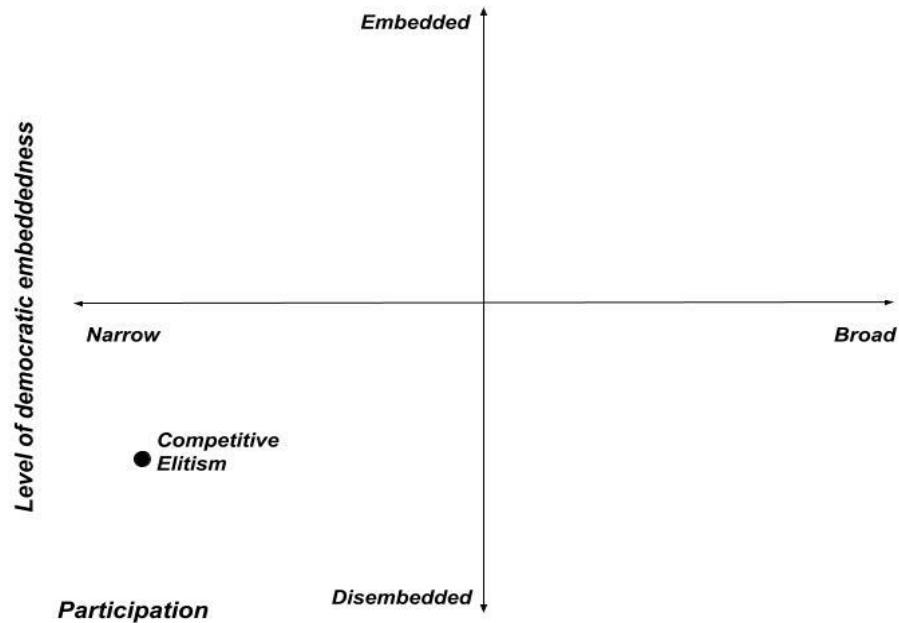 Embedded
Level of democratic embeddedness
Narrow
Broad
Competitive
Elitism
Disembedded
Participation